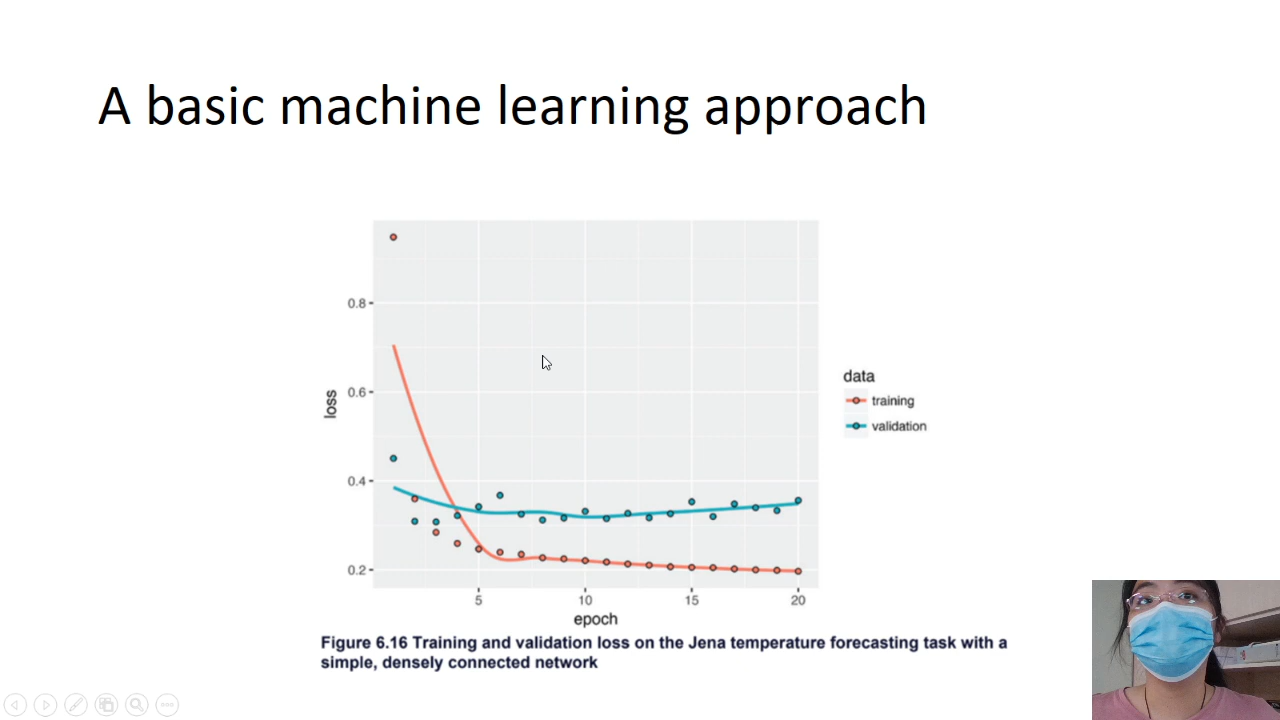 A basic machine learning approach
0.8
0.6
0.4
0.2
loss
5 10 15 20
epoch
data
training
validation
Figure 6.16 Training and validation loss on the Jena temperature forecasting task with a
simple, densely connected network